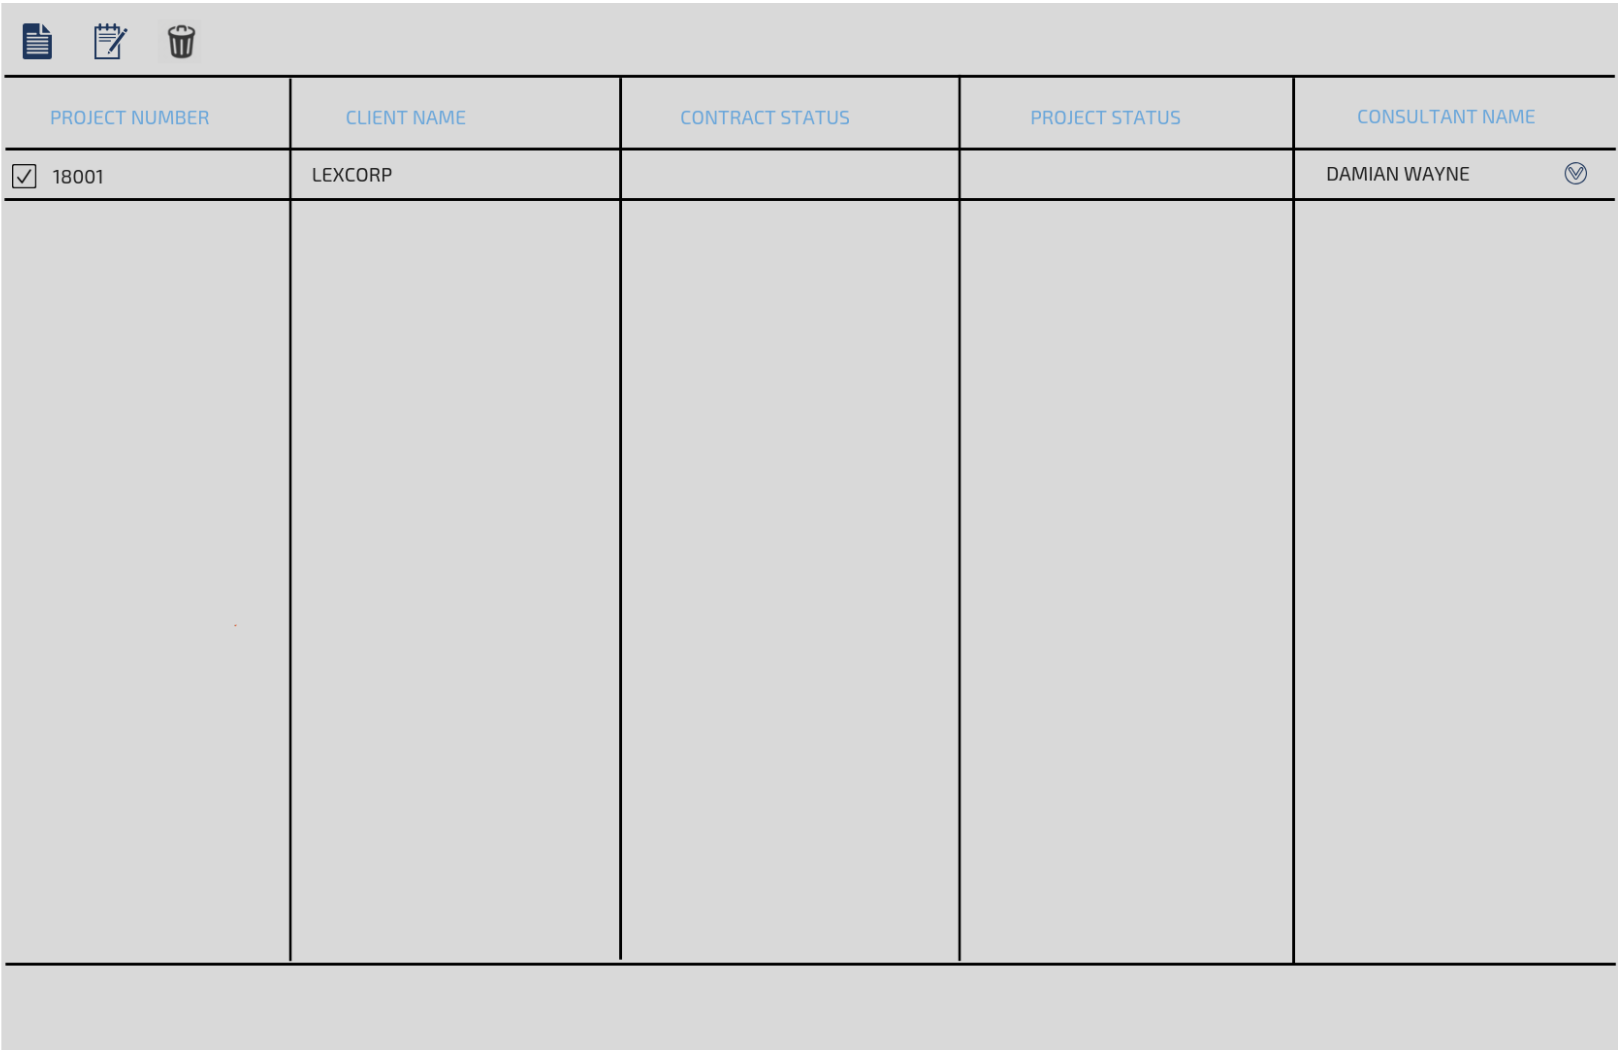 PROJECT NUMBER CLIENT NAME CONTRACT STATUS PROJECT STATUS CONSULTANT NAME
18001 LEXCORP DAMIAN WAYNE